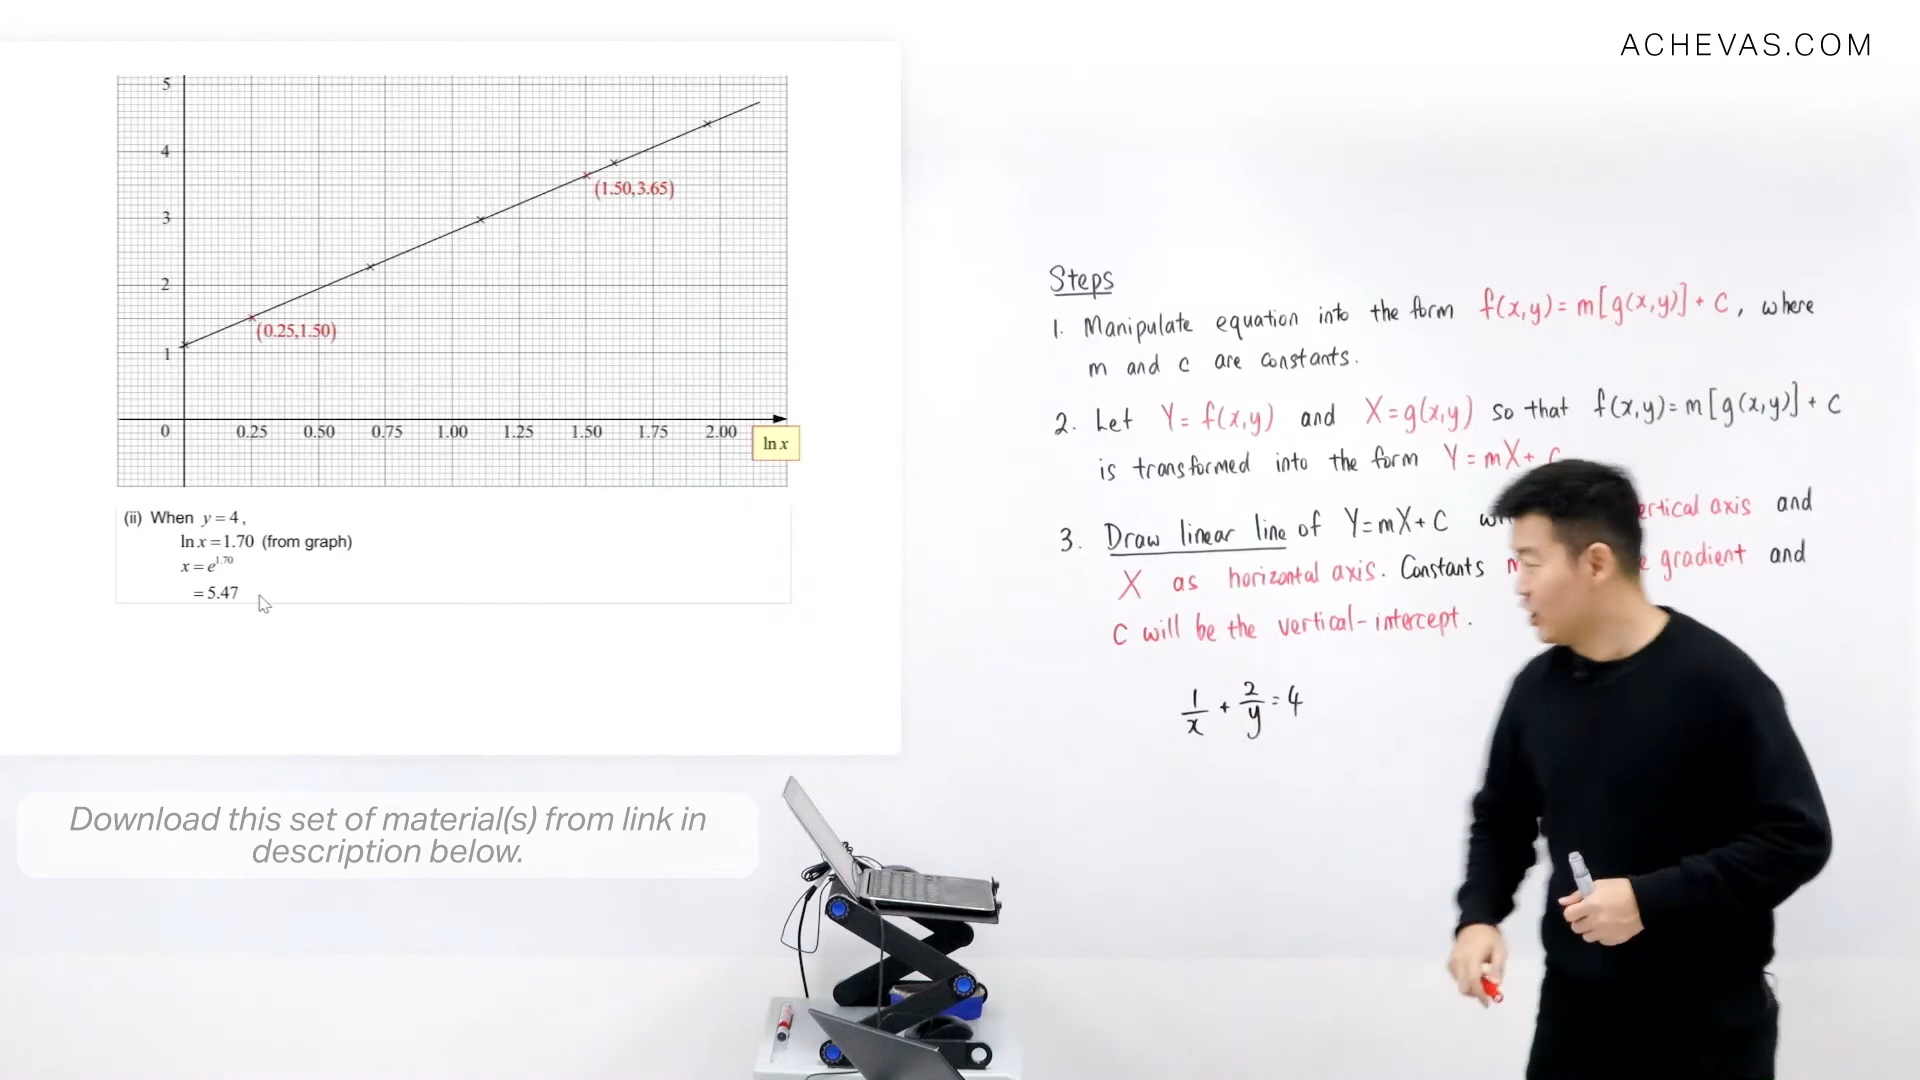 ACHEVAS.COM
5
4
3
2
1
(1.50,3.65)
(0.25,1.50)
0 0.25 0.50 0.75 1.00 1.25 1.50 1.75 2.00
ln x
(ii) When y = 4,
ln x = 1.70 (from graph)
x = e^1.70
= 5.47
Download this set of material(s) from link in
description below.
Steps
1. Manipulate equation into the form f(x,y) = m[g(x,y)] + C, where
m and c are constants.
2. Let Y = f(x,y) and X = g(x,y) so that f(x,y) = m[g(x,y)] + C
is transformed into the form Y = mX + C
3. Draw linear line of Y = mX + C vertical axis and
X as horizontal axis. Constants m gradient and
C will be the vertical-intercept.
1/x + 2/y = 4